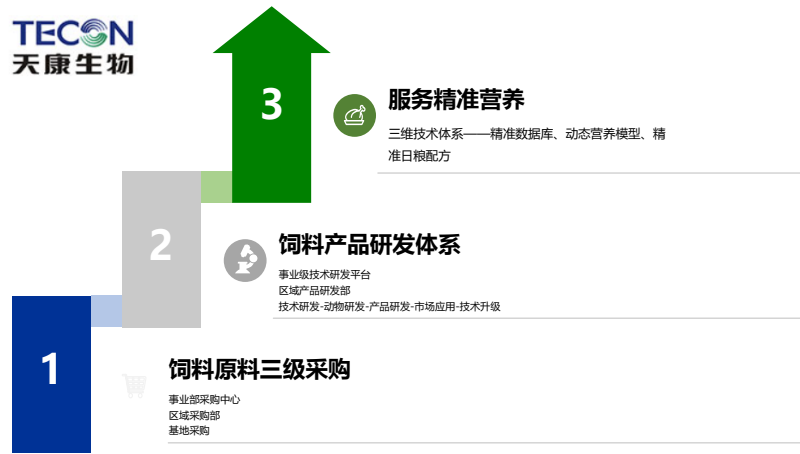 TECON
天康生物
3
服务精准营养
三维技术体系——精准数据库、动态营养模型、精
准日粮配方
2
饲料产品研发体系
事业级技术研发平台
区域产品研发部
技术研发-动物研发-产品研发-市场应用-技术升级
1
饲料原料三级采购
事业部采购中心
区域采购部
基地采购